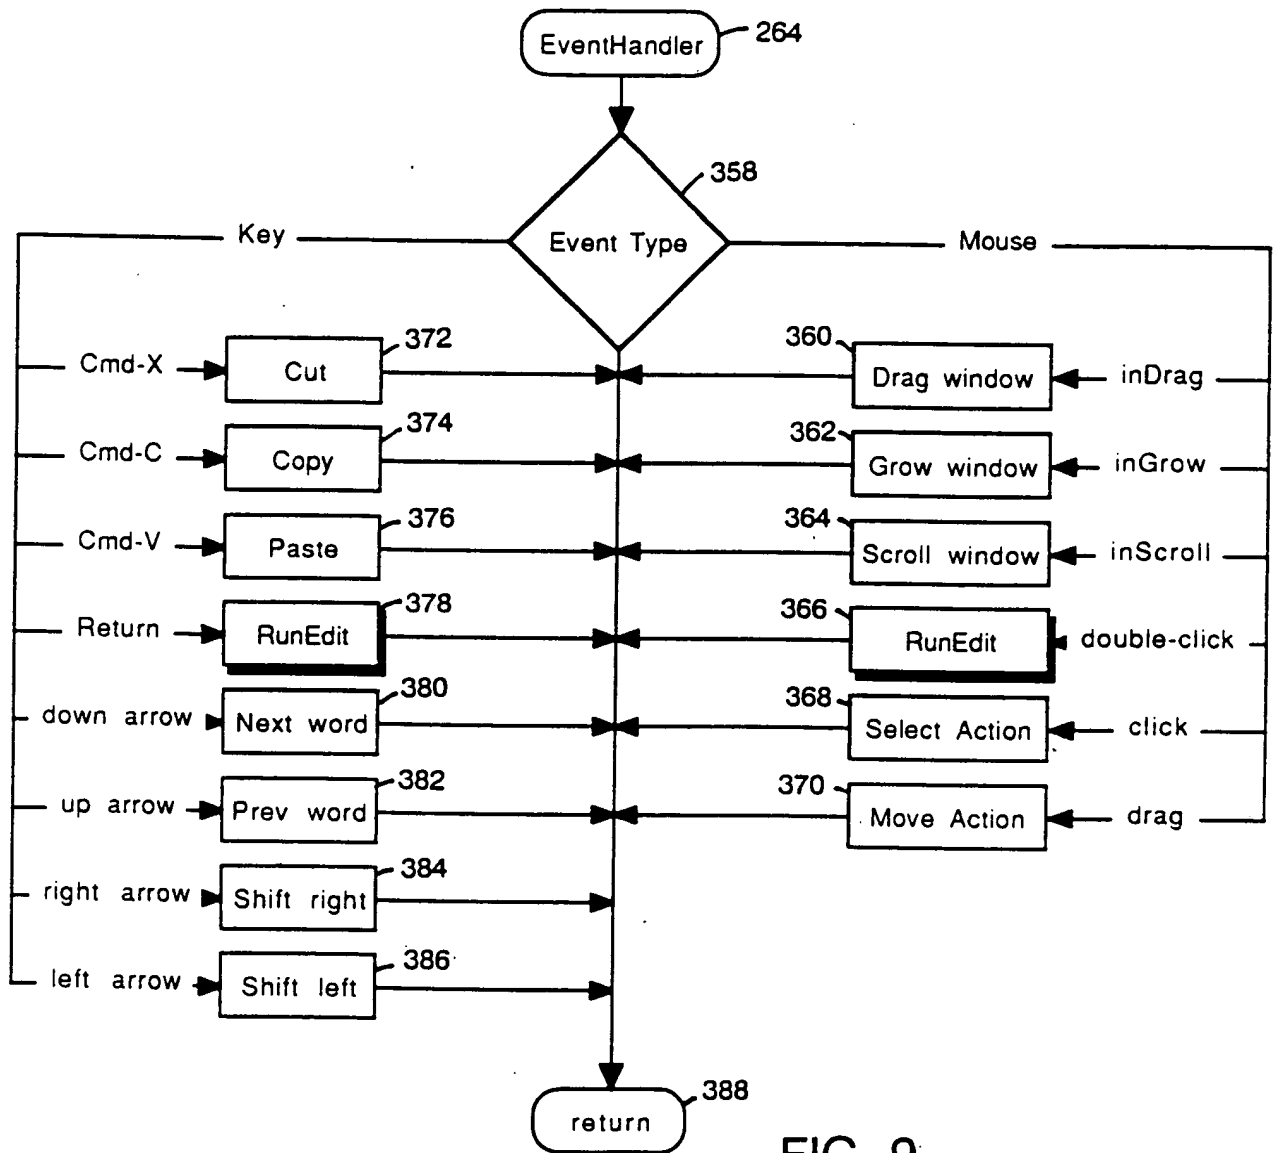 EventHandler 264
358
Event Type
Key
Mouse
Cmd-X Cut 372
360 Drag window inDrag
Cmd-C Copy 374
362 Grow window inGrow
Cmd-V Paste 376
364 Scroll window inScroll
Return RunEdit 378
366 RunEdit double-click
down arrow Next word 380
368 Select Action click
up arrow Prev word 382
370 Move Action drag
right arrow Shift right 384
left arrow Shift left 386
return 388
FIG. 9